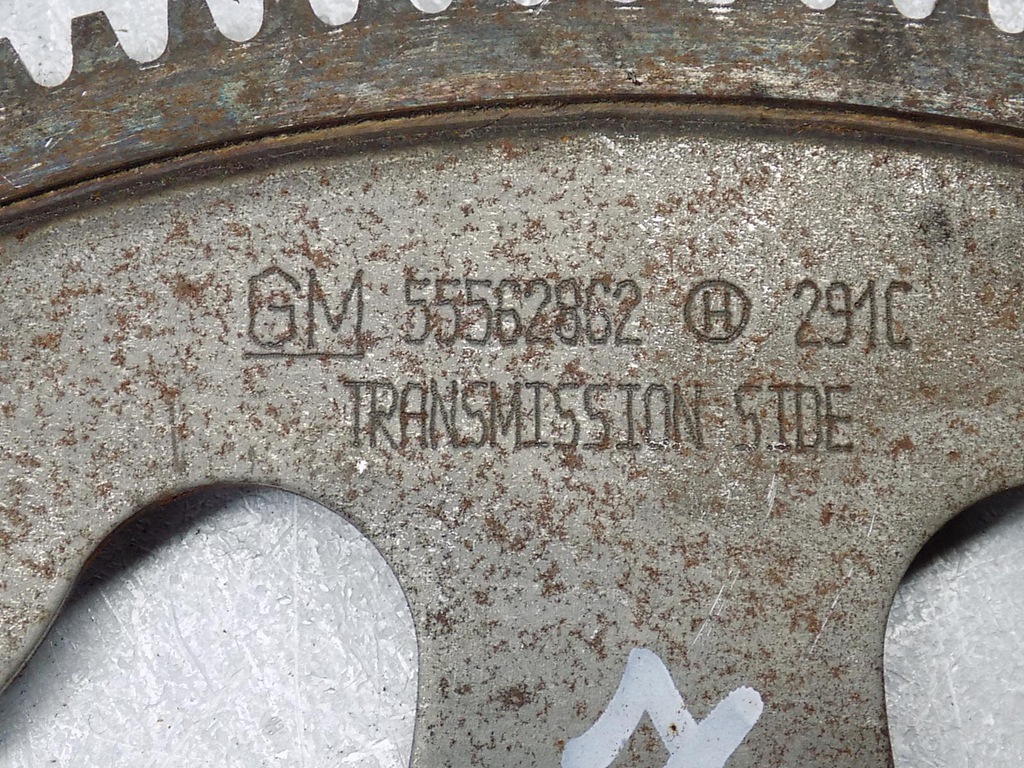 GM 55562862 H 291C
TRANSMISSION SIDE